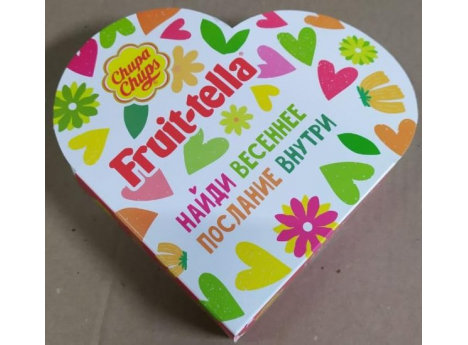 Chupa
Chups
Fruit-tella
НАЙДИ ВЕСЕННЕЕ
ПОСЛАНИЕ ВНУТРИ